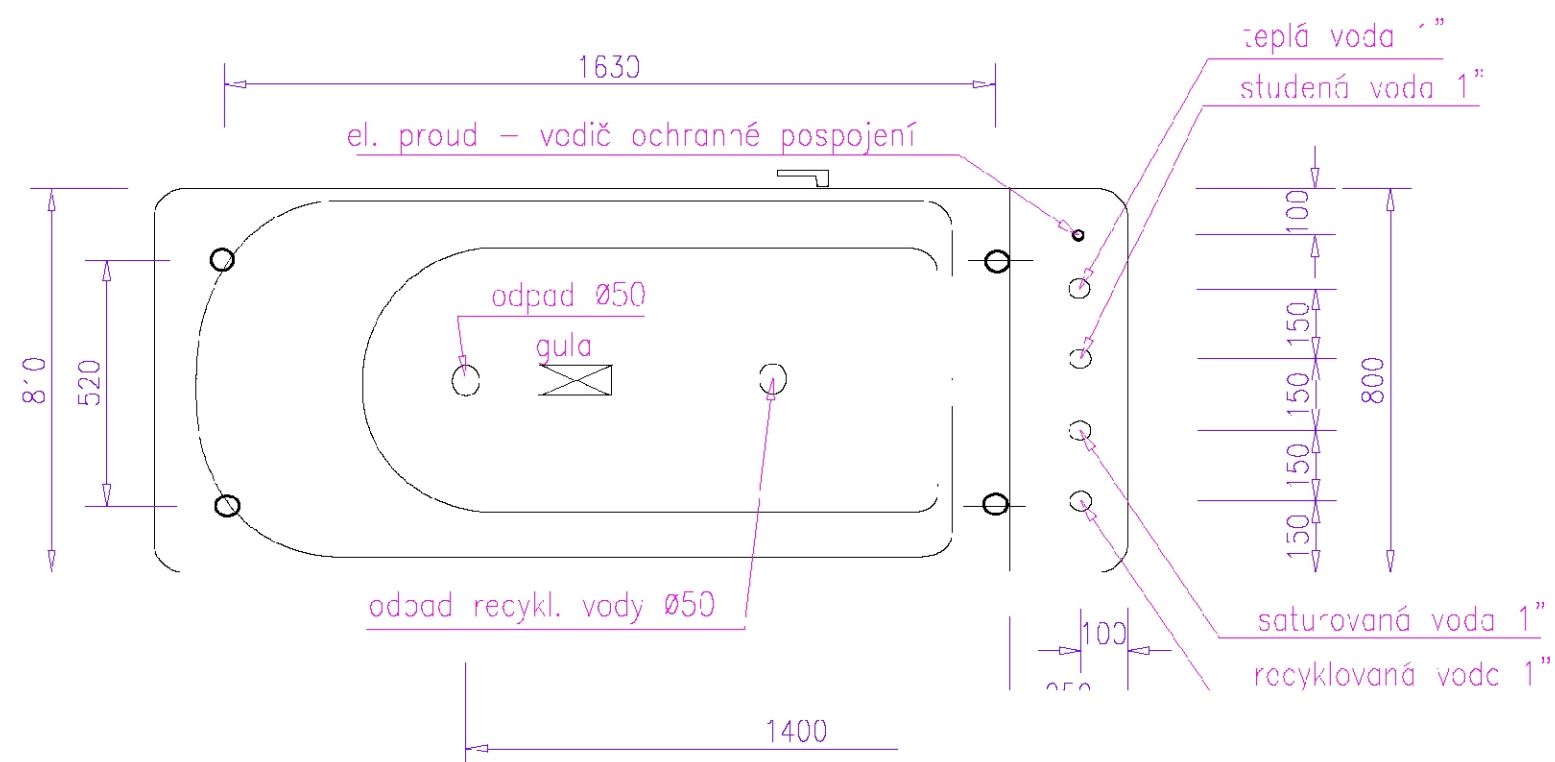 teplá voda 1”
1630
studená voda 1”
el. proud – vodič ochranné pospojení
100
odpad Ø50
150
gula
520
150
800
150
150
odpad recykl. vody Ø50
saturovaná voda 1”
100
recyklovaná voda 1”
1400